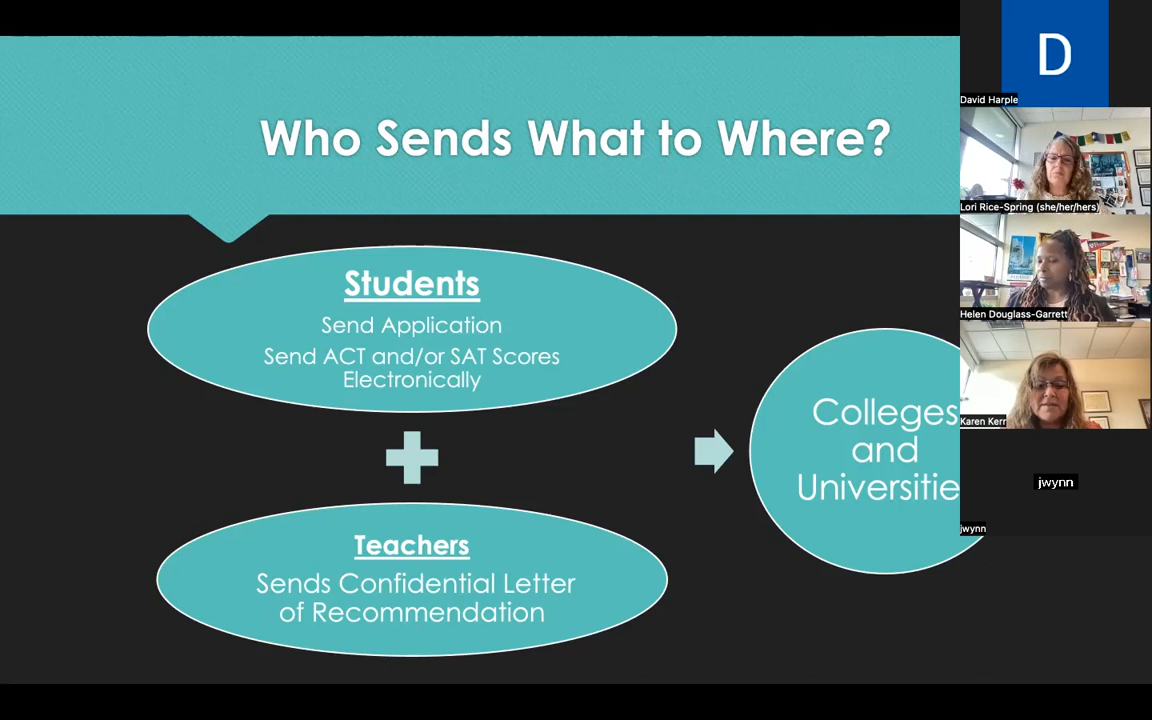 Who Sends What to Where?
Students
Send Application
Send ACT and/or SAT Scores
Electronically
Teachers
Sends Confidential Letter
of Recommendation
Colleges
and
Universitie
D
David Harple
Lori Rice-Spring (she/her/hers)
Helen Douglass-Garrett
Karen Kerr
jwynn
jwynn